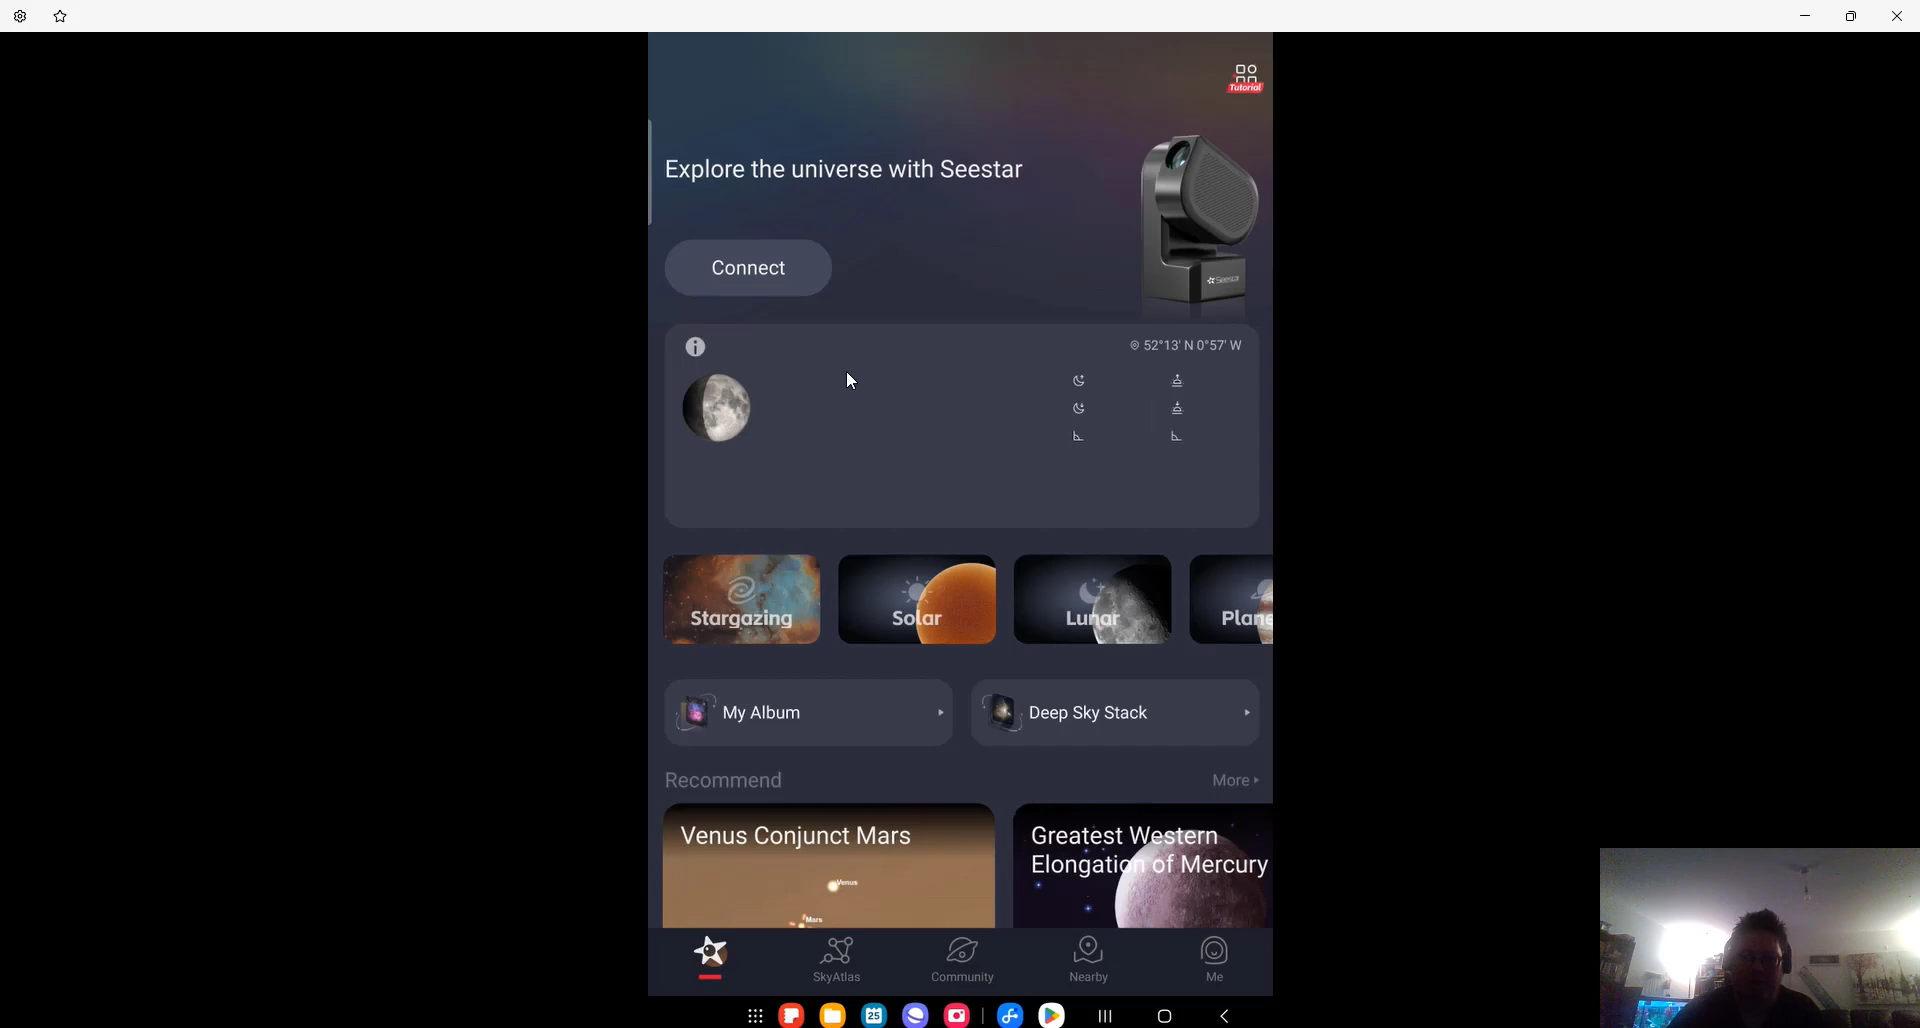 Tutorial
Explore the universe with Seestar
Seestar
Connect
52°13' N 0°57' W
Stargazing
Solar
Lunar
Plane
My Album
Deep Sky Stack
Recommend
More
Venus Conjunct Mars
Venus
Mars
Greatest Western
Elongation of Mercury
SkyAtlas
Community
Nearby
Me
25